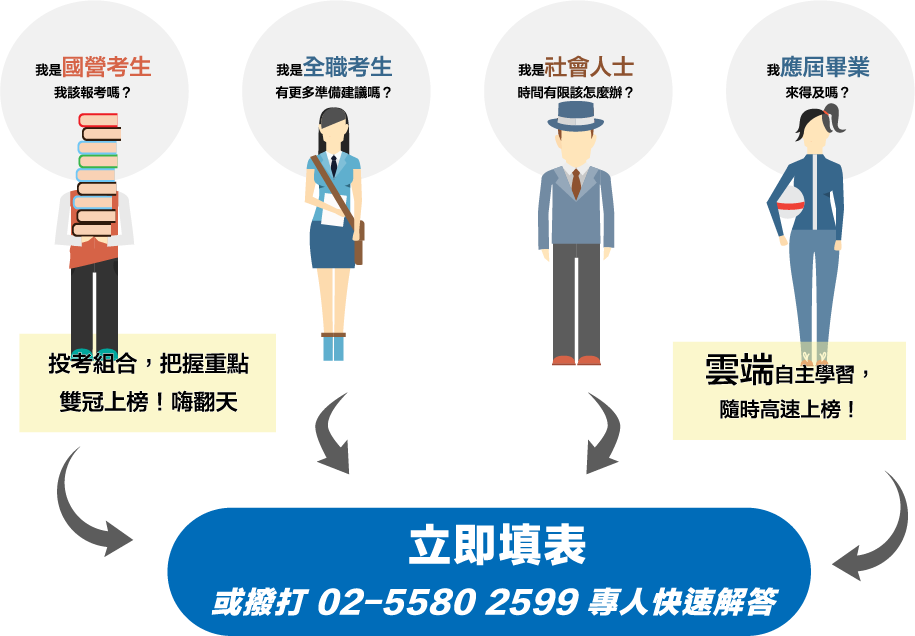 我是國營考生
我該報考嗎？
我是全職考生
有更多準備建議嗎？
我是社會人士
時間有限該怎麼辦？
我應屆畢業
來得及嗎？
投考組合，把握重點
雙冠上榜！嗨翻天
雲端自主學習，
隨時高速上榜！
立即填表
或撥打 02-5580 2599 專人快速解答